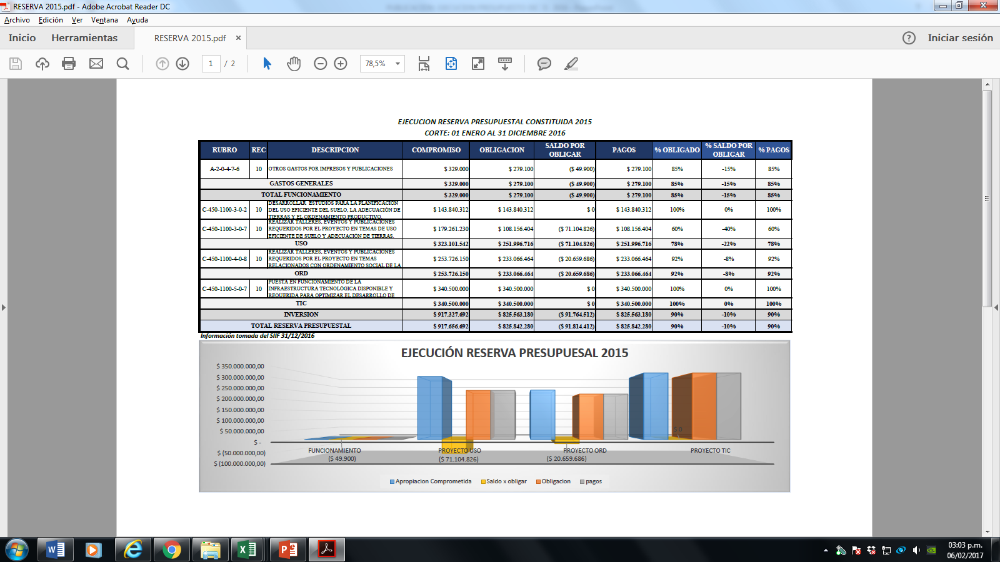 RESERVA 2015.pdf - Adobe Acrobat Reader DC
Archivo Edición Ver Ventana Ayuda
Inicio Herramientas RESERVA 2015.pdf × ? Iniciar sesión
1 / 2 78,5%
EJECUCION RESERVA PRESUPUESTAL CONSTITUIDA 2015
CORTE: 01 ENERO AL 31 DICIEMBRE 2016
RUBRO REC DESCRIPCION COMPROMISO OBLIGACION SALDO POR OBLIGAR PAGOS % OBLIGADO % SALDO POR OBLIGAR % PAGOS
A-2-0-4-7-6 10 OTROS GASTOS POR IMPRESOS Y PUBLICACIONES $ 329.000 $ 279.100 ($ 49.900) $ 279.100 85% -15% 85%
GASTOS GENERALES $ 329.000 $ 279.100 ($ 49.900) $ 279.100 85% -15% 85%
TOTAL FUNCIONAMIENTO $ 329.000 $ 279.100 ($ 49.900) $ 279.100 85% -15% 85%
C-450-1100-3-0-2 10 DESARROLLAR ESTUDIOS PARA LA PLANIFICACIÓN DEL USO EFICIENTE DEL SUELO, LA ADECUACIÓN DE TIERRAS Y EL ORDENAMIENTO PRODUCTIVO. $ 143.840.312 $ 143.840.312 $ 0 $ 143.840.312 100% 0% 100%
C-450-1100-3-0-7 10 REALIZAR TALLERES, EVENTOS Y PUBLICACIONES REQUERIDOS POR EL PROYECTO EN TEMAS DE USO EFICIENTE DE SUELO Y ADECUACIÓN DE TIERRAS. $ 179.261.230 $ 108.156.404 ($ 71.104.826) $ 108.156.404 60% -40% 60%
USO $ 323.101.542 $ 251.996.716 ($ 71.104.826) $ 251.996.716 78% -22% 78%
C-450-1100-4-0-8 10 REALIZAR TALLERES, EVENTOS Y PUBLICACIONES REQUERIDOS POR EL PROYECTO EN TEMAS RELACIONADOS CON ORDENAMIENTO SOCIAL DE LA $ 253.726.150 $ 233.066.464 ($ 20.659.686) $ 233.066.464 92% -8% 92%
ORD $ 253.726.150 $ 233.066.464 ($ 20.659.686) $ 233.066.464 92% -8% 92%
C-450-1100-5-0-7 10 PUESTA EN FUNCIONAMIENTO DE LA INFRAESTRUCTURA TECNOLÓGICA DISPONIBLE Y REQUERIDA PARA OPTIMIZAR EL DESARROLLO DE $ 340.500.000 $ 340.500.000 $ 0 $ 340.500.000 100% 0% 100%
TIC $ 340.500.000 $ 340.500.000 $ 0 $ 340.500.000 100% 0% 100%
INVERSION $ 917.327.692 $ 825.563.180 ($ 91.764.512) $ 825.563.180 90% -10% 90%
TOTAL RESERVA PRESUPUESTAL $ 917.656.692 $ 825.842.280 ($ 91.814.412) $ 825.842.280 90% -10% 90%
Información tomada del SIIF 31/12/2016
EJECUCIÓN RESERVA PRESUPUESAL 2015
$ 350.000.000,00
$ 300.000.000,00
$ 250.000.000,00
$ 200.000.000,00
$ 150.000.000,00
$ 100.000.000,00
$ 50.000.000,00
$ -
$ (50.000.000,00)
$ (100.000.000,00)
$ 0
FUNCIONAMIENTO PROYECTO USO PROYECTO ORD PROYECTO TIC
($ 49.900) ($ 71.104.826) ($ 20.659.686)
Apropiacion Comprometida Saldo x obligar Obligacion pagos
03:03 p.m.
06/02/2017